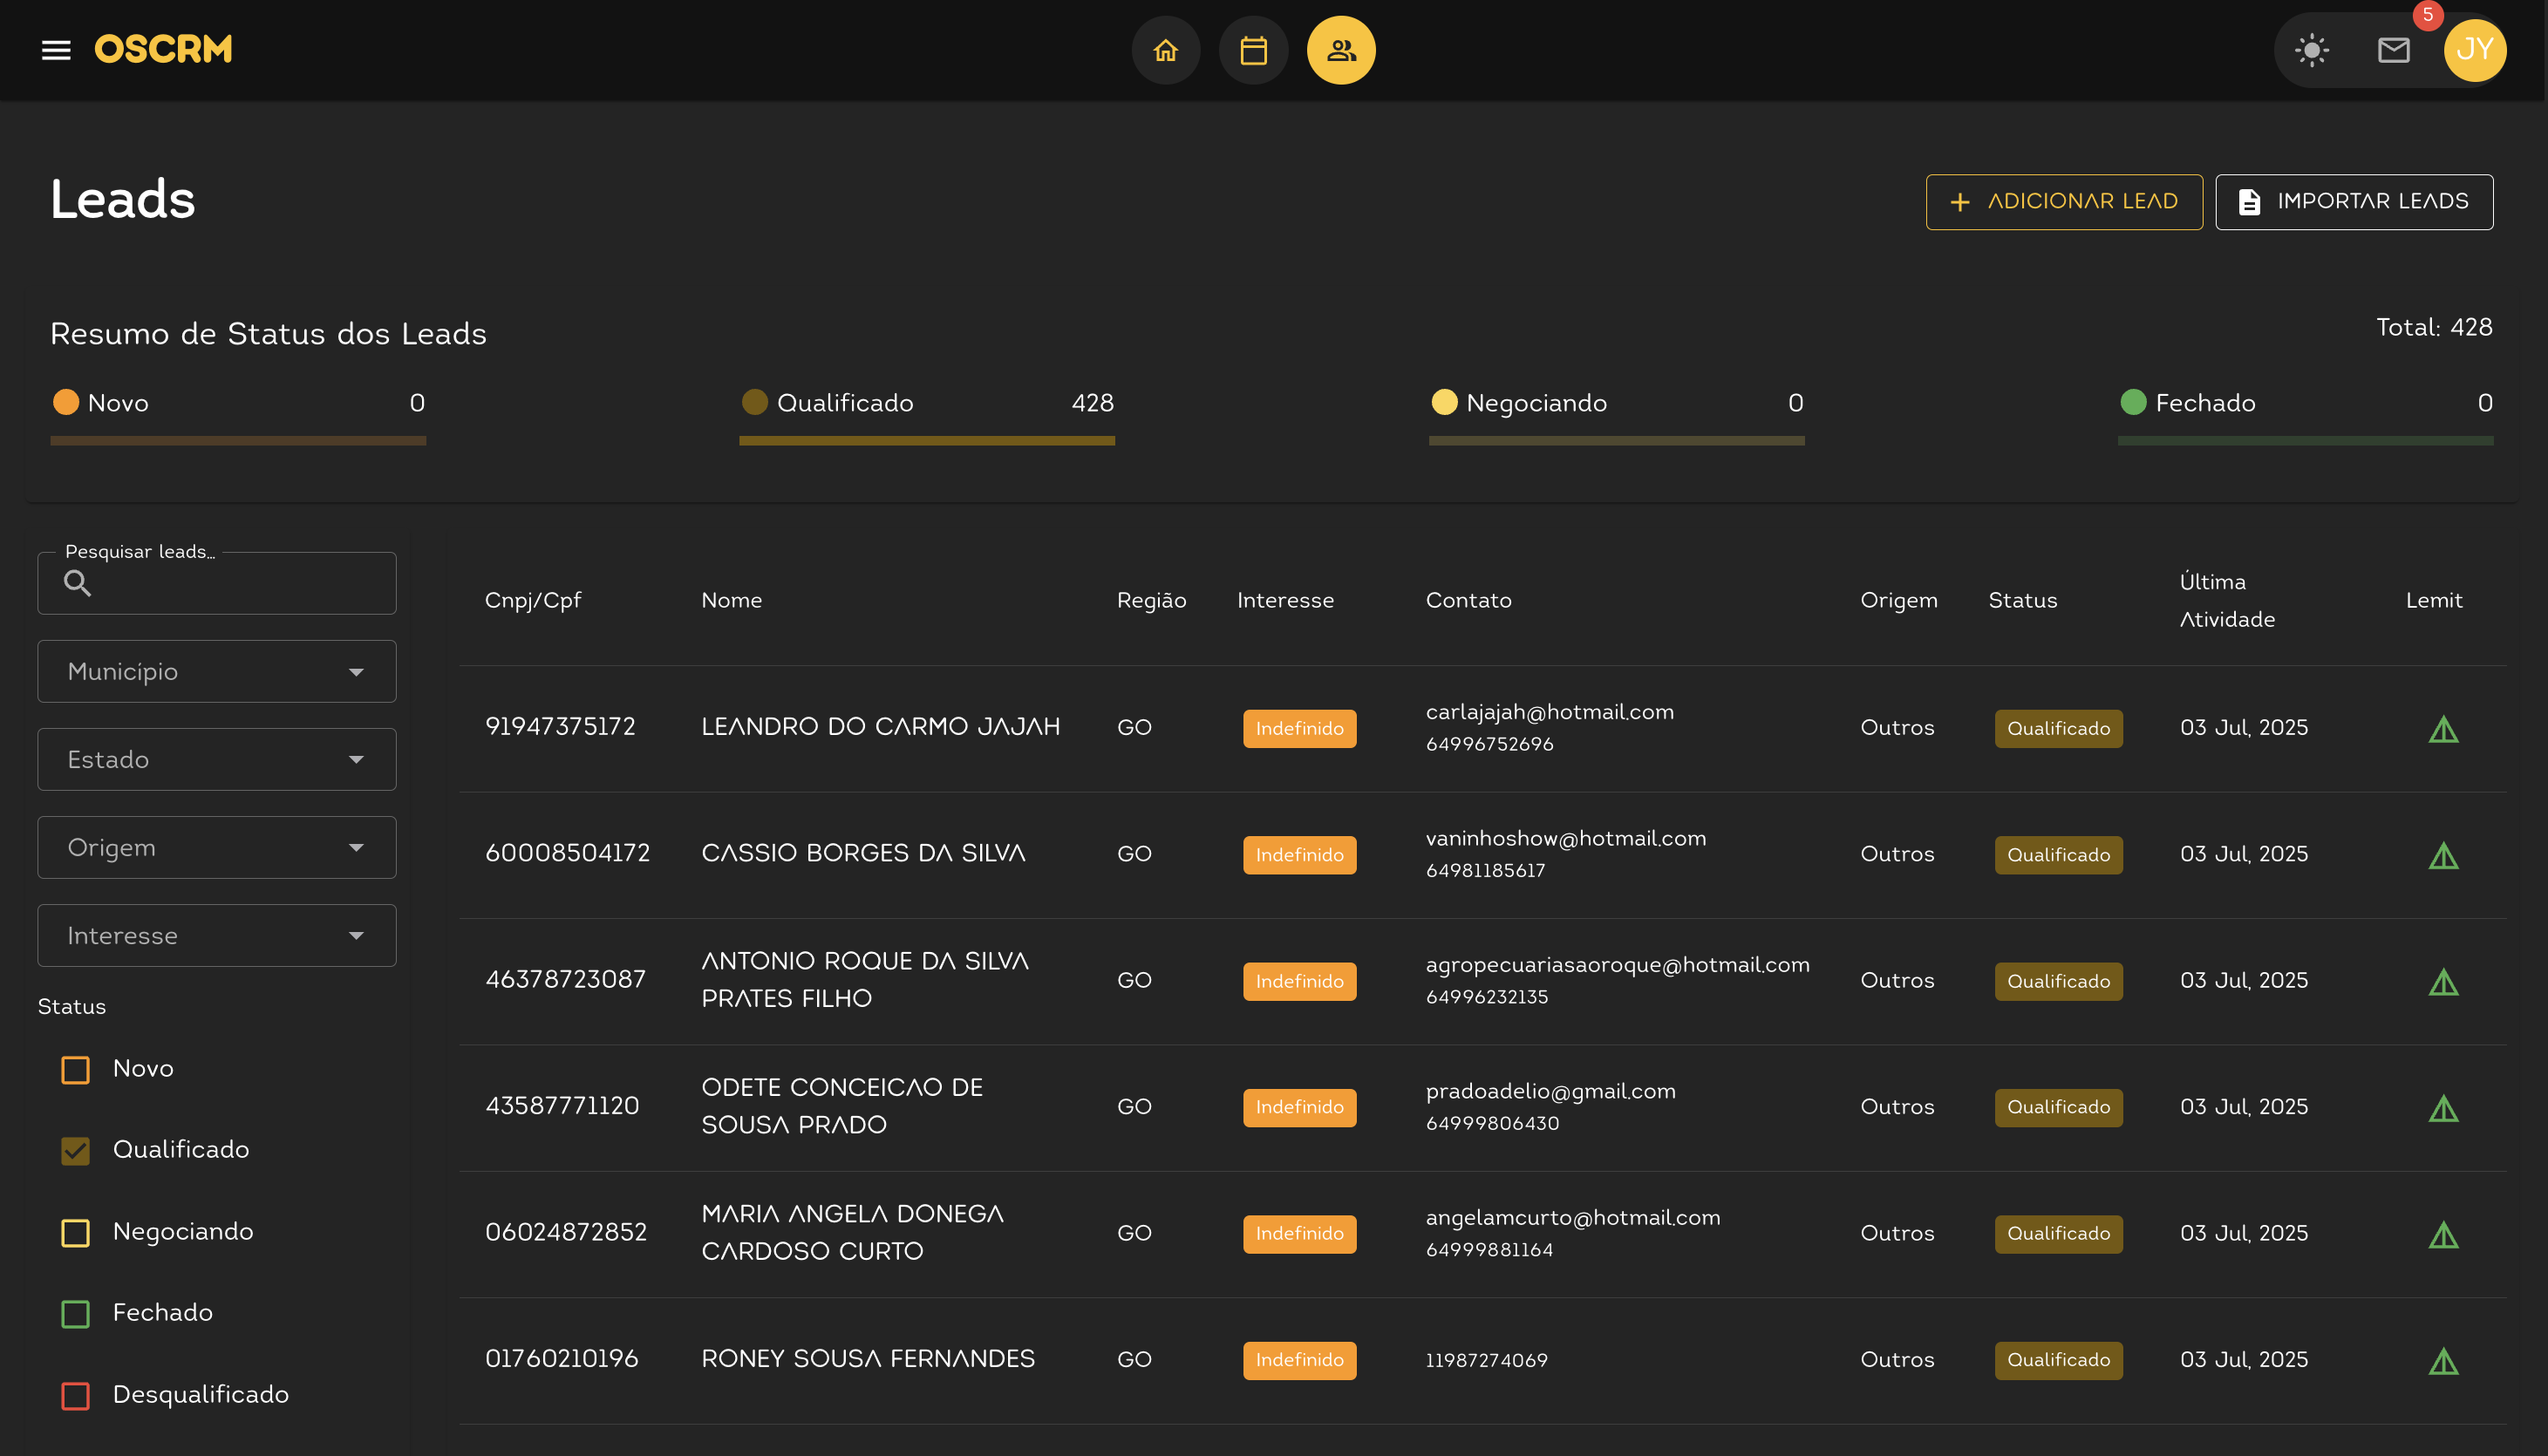 OSCRM
5
JY
Leads
ADICIONAR LEAD
IMPORTAR LEADS
Resumo de Status dos Leads
Total: 428
Novo 0
Qualificado 428
Negociando 0
Fechado 0
Pesquisar leads...
Município
Estado
Origem
Interesse
Status
Novo
Qualificado
Negociando
Fechado
Desqualificado
Cnpj/Cpf Nome Região Interesse Contato Origem Status Última Atividade Lemit
91947375172 LEANDRO DO CARMO JAJAH GO Indefinido carlajajah@hotmail.com Outros Qualificado 03 Jul, 2025
64996752696
60008504172 CASSIO BORGES DA SILVA GO Indefinido vaninhoshow@hotmail.com Outros Qualificado 03 Jul, 2025
64981185617
46378723087 ANTONIO ROQUE DA SILVA PRATES FILHO GO Indefinido agropecuariasaoroque@hotmail.com Outros Qualificado 03 Jul, 2025
64996232135
43587771120 ODETE CONCEICAO DE SOUSA PRADO GO Indefinido pradoadelio@gmail.com Outros Qualificado 03 Jul, 2025
64999806430
06024872852 MARIA ANGELA DONEGA CARDOSO CURTO GO Indefinido angelamcurto@hotmail.com Outros Qualificado 03 Jul, 2025
64999881164
01760210196 RONEY SOUSA FERNANDES GO Indefinido 11987274069 Outros Qualificado 03 Jul, 2025